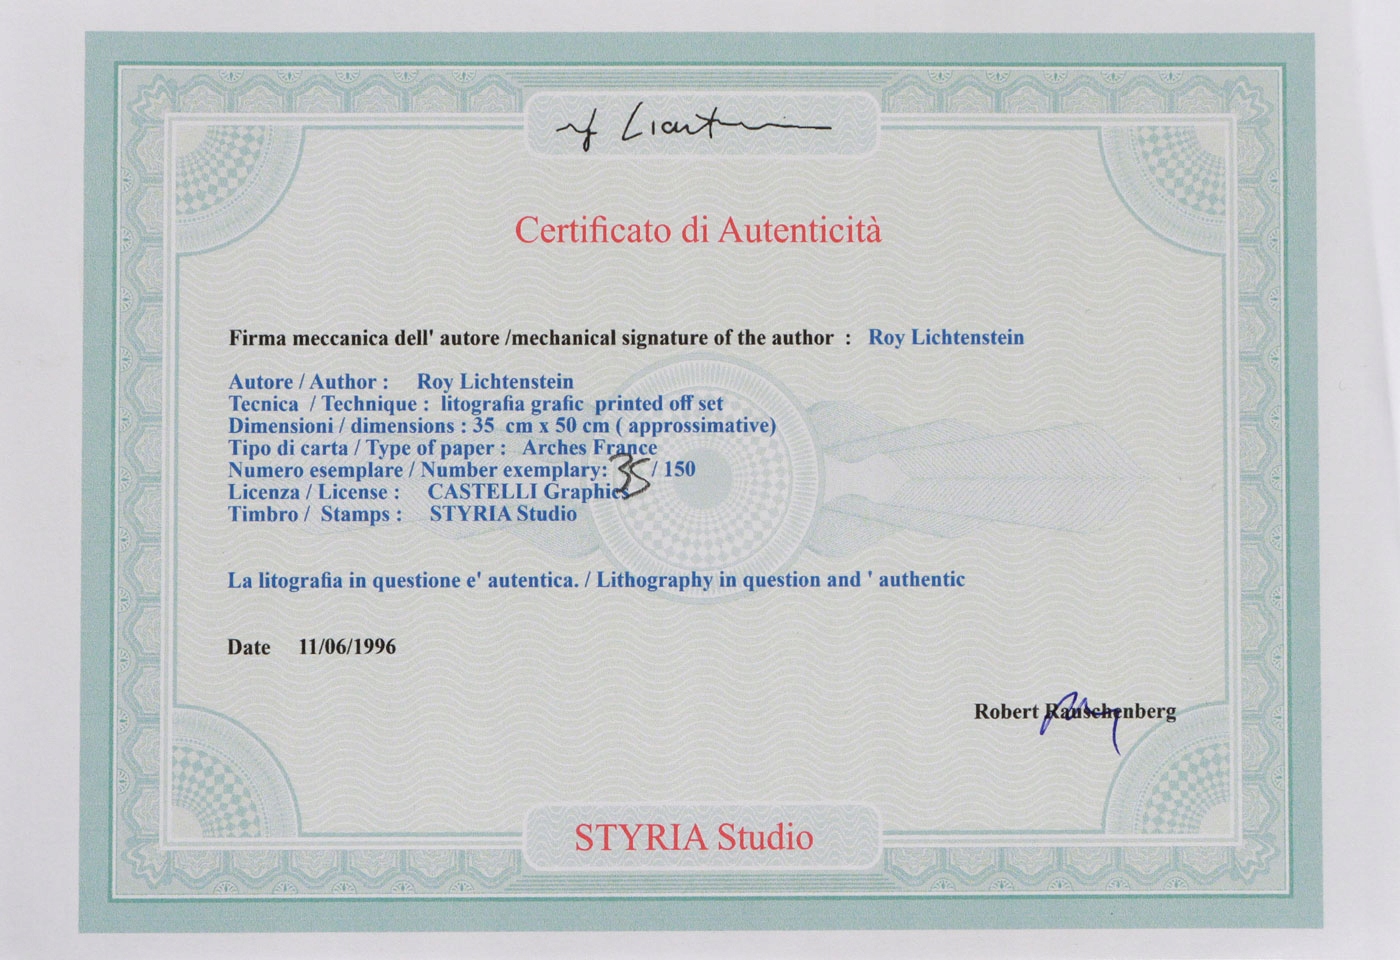 rf Lichtenstein
Certificato di Autenticità
Firma meccanica dell' autore /mechanical signature of the author : Roy Lichtenstein
Autore / Author : Roy Lichtenstein
Tecnica / Technique : litografia grafic printed off set
Dimensioni / dimensions : 35 cm x 50 cm ( approssimative)
Tipo di carta / Type of paper : Arches France
Numero esemplare / Number exemplary: 35 / 150
Licenza / License : CASTELLI Graphics
Timbro / Stamps : STYRIA Studio
La litografia in questione e' autentica. / Lithography in question and ' authentic
Date 11/06/1996
Robert Rauschenberg
STYRIA Studio